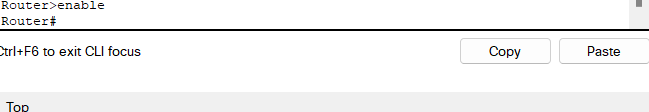 Router>enable
Router#
Ctrl+F6 to exit CLI focus
Copy
Paste
Top